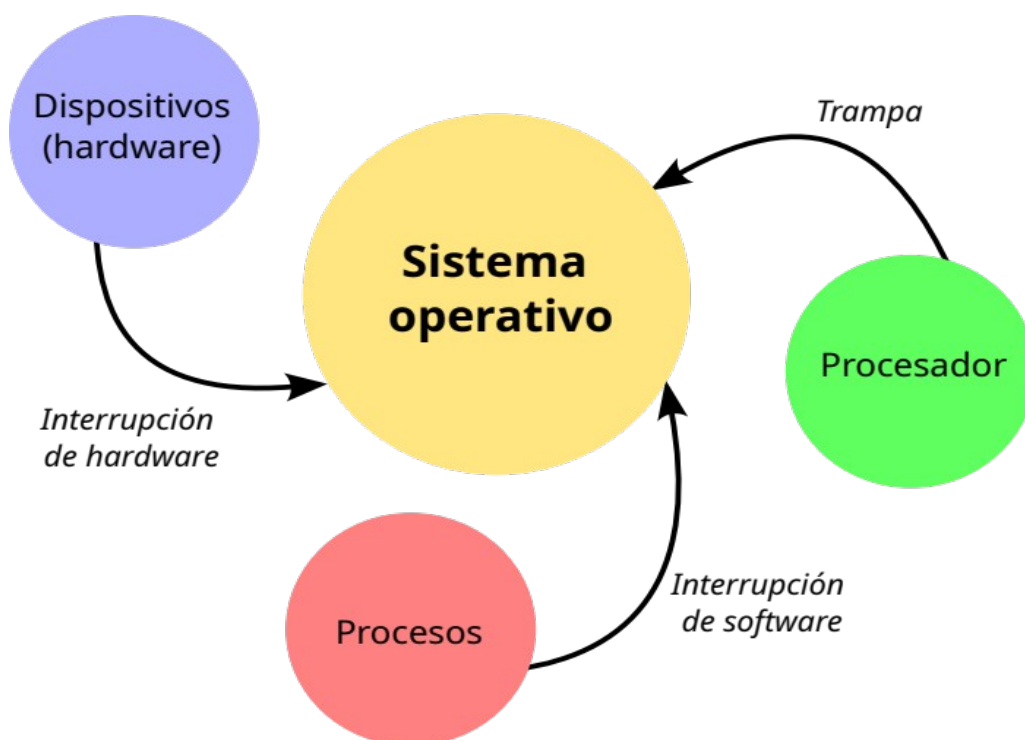 Dispositivos
(hardware)
Trampa
Sistema
operativo
Procesador
Interrupción
de hardware
Interrupción
de software
Procesos